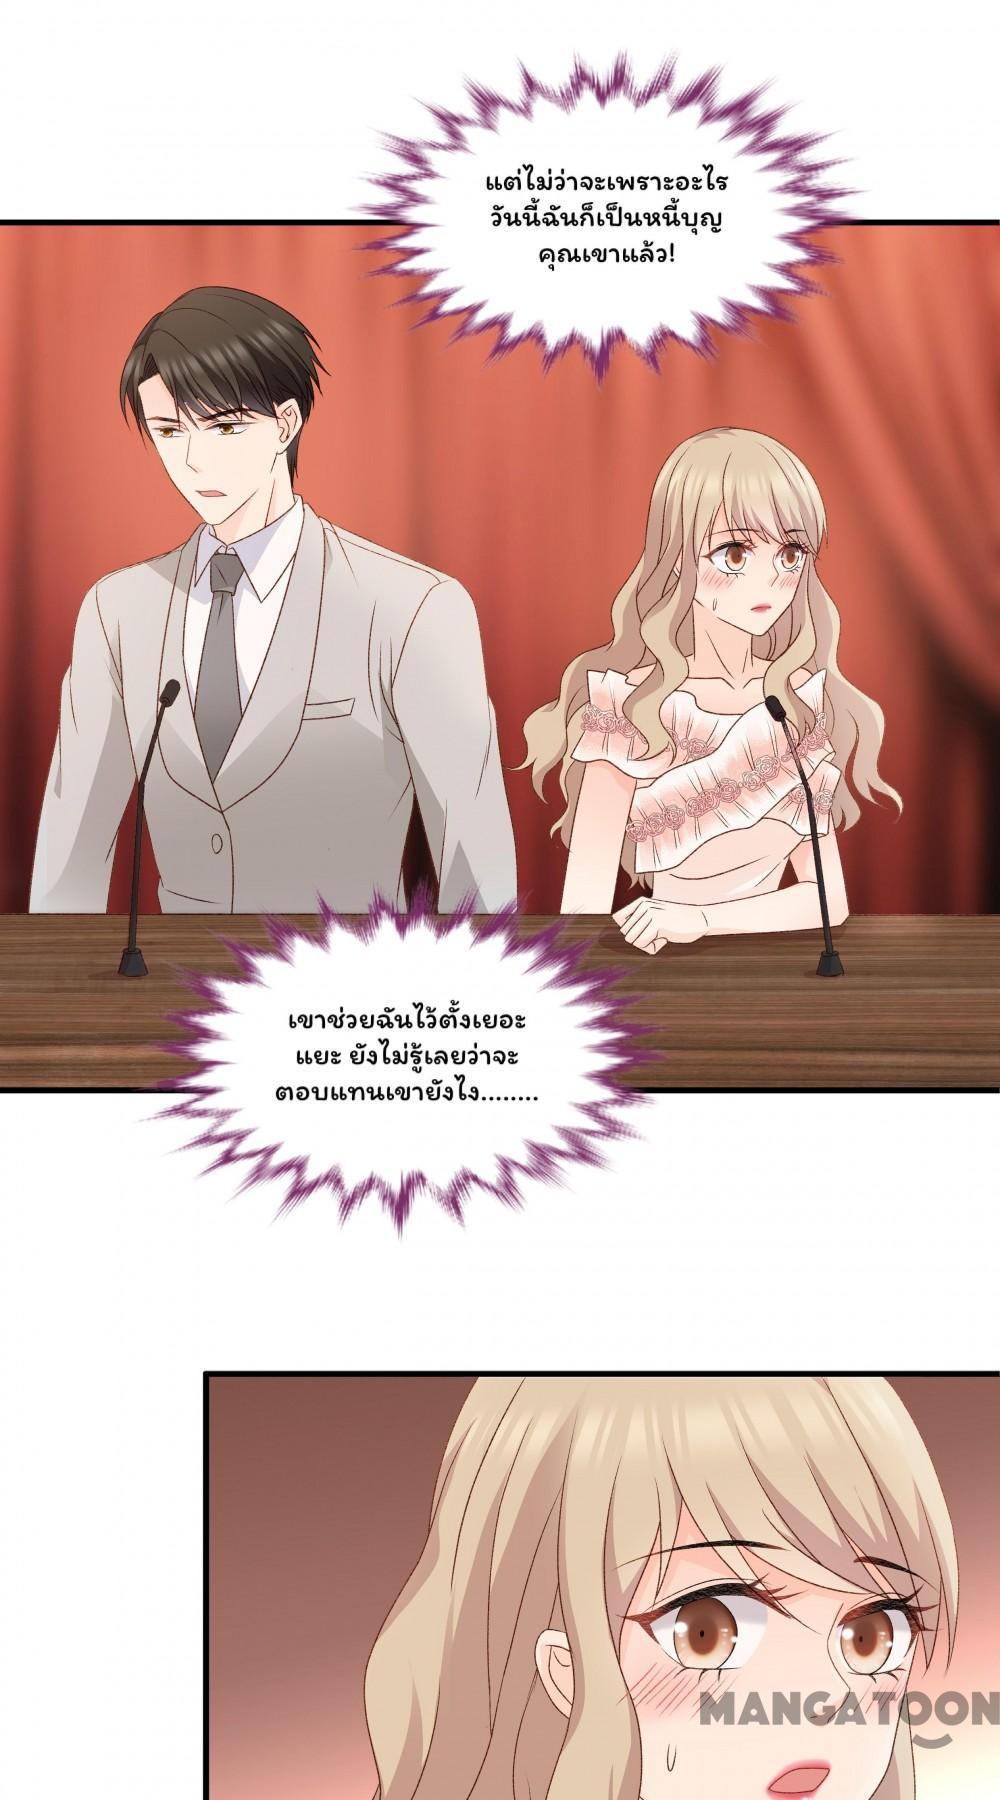 แต่ไม่ว่าจะเพราะอะไร
วันนี้ฉันก็เป็นหนี้บุญ
คุณเขาแล้ว!
เขาช่วยฉันไว้ตั้งเยอะ
แยะ ยังไม่รู้เลยว่าจะ
ตอบแทนเขายังไง........
MANGATOON